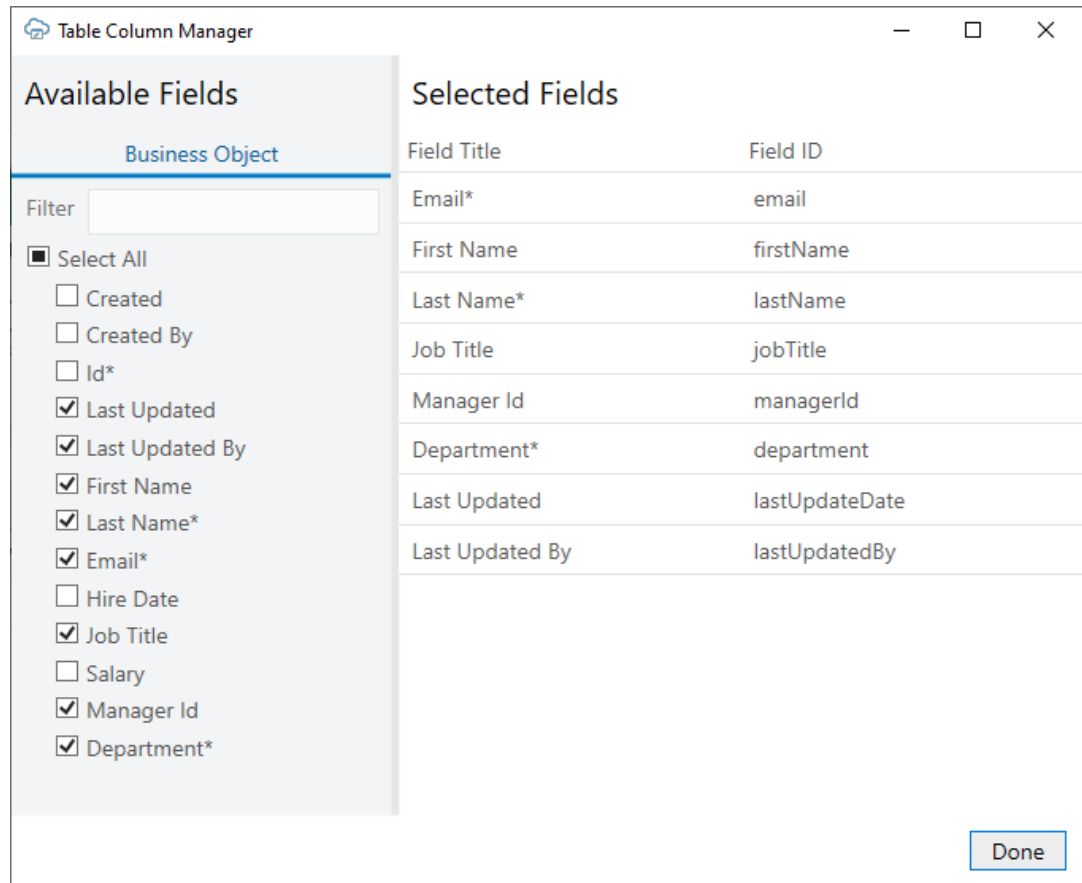 Table Column Manager
Available Fields
Business Object
Filter
Select All
Created
Created By
Id*
Last Updated
Last Updated By
First Name
Last Name*
Email*
Hire Date
Job Title
Salary
Manager Id
Department*
Selected Fields
Field Title Field ID
Email* email
First Name firstName
Last Name* lastName
Job Title jobTitle
Manager Id managerId
Department* department
Last Updated lastUpdateDate
Last Updated By lastUpdatedBy
Done